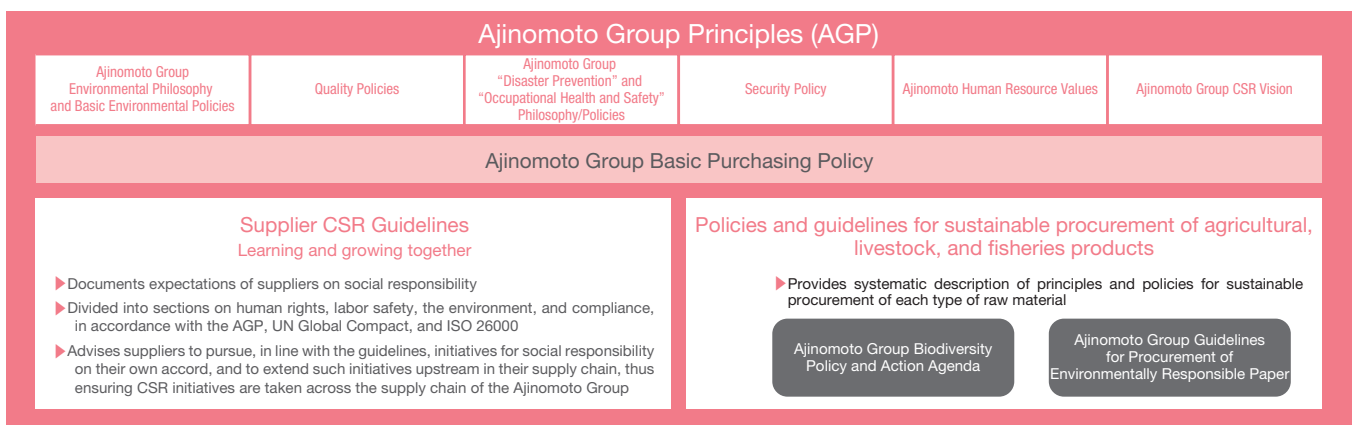 Ajinomoto Group Principles (AGP)
Ajinomoto Group
Environmental Philosophy
and Basic Environmental Policies
Quality Policies
Ajinomoto Group
“Disaster Prevention” and
“Occupational Health and Safety”
Philosophy/Policies
Security Policy
Ajinomoto Human Resource Values
Ajinomoto Group CSR Vision
Ajinomoto Group Basic Purchasing Policy
Supplier CSR Guidelines
Learning and growing together
Documents expectations of suppliers on social responsibility
Divided into sections on human rights, labor safety, the environment, and compliance,
in accordance with the AGP, UN Global Compact, and ISO 26000
Advises suppliers to pursue, in line with the guidelines, initiatives for social responsibility
on their own accord, and to extend such initiatives upstream in their supply chain, thus
ensuring CSR initiatives are taken across the supply chain of the Ajinomoto Group
Policies and guidelines for sustainable procurement of agricultural,
livestock, and fisheries products
Provides systematic description of principles and policies for sustainable
procurement of each type of raw material
Ajinomoto Group Biodiversity
Policy and Action Agenda
Ajinomoto Group Guidelines
for Procurement of
Environmentally Responsible Paper